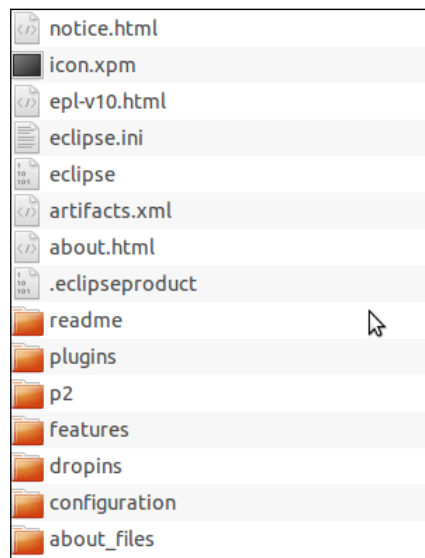 notice.html
icon.xpm
epl-v10.html
eclipse.ini
eclipse
artifacts.xml
about.html
.eclipseproduct
readme
plugins
p2
features
dropins
configuration
about_files